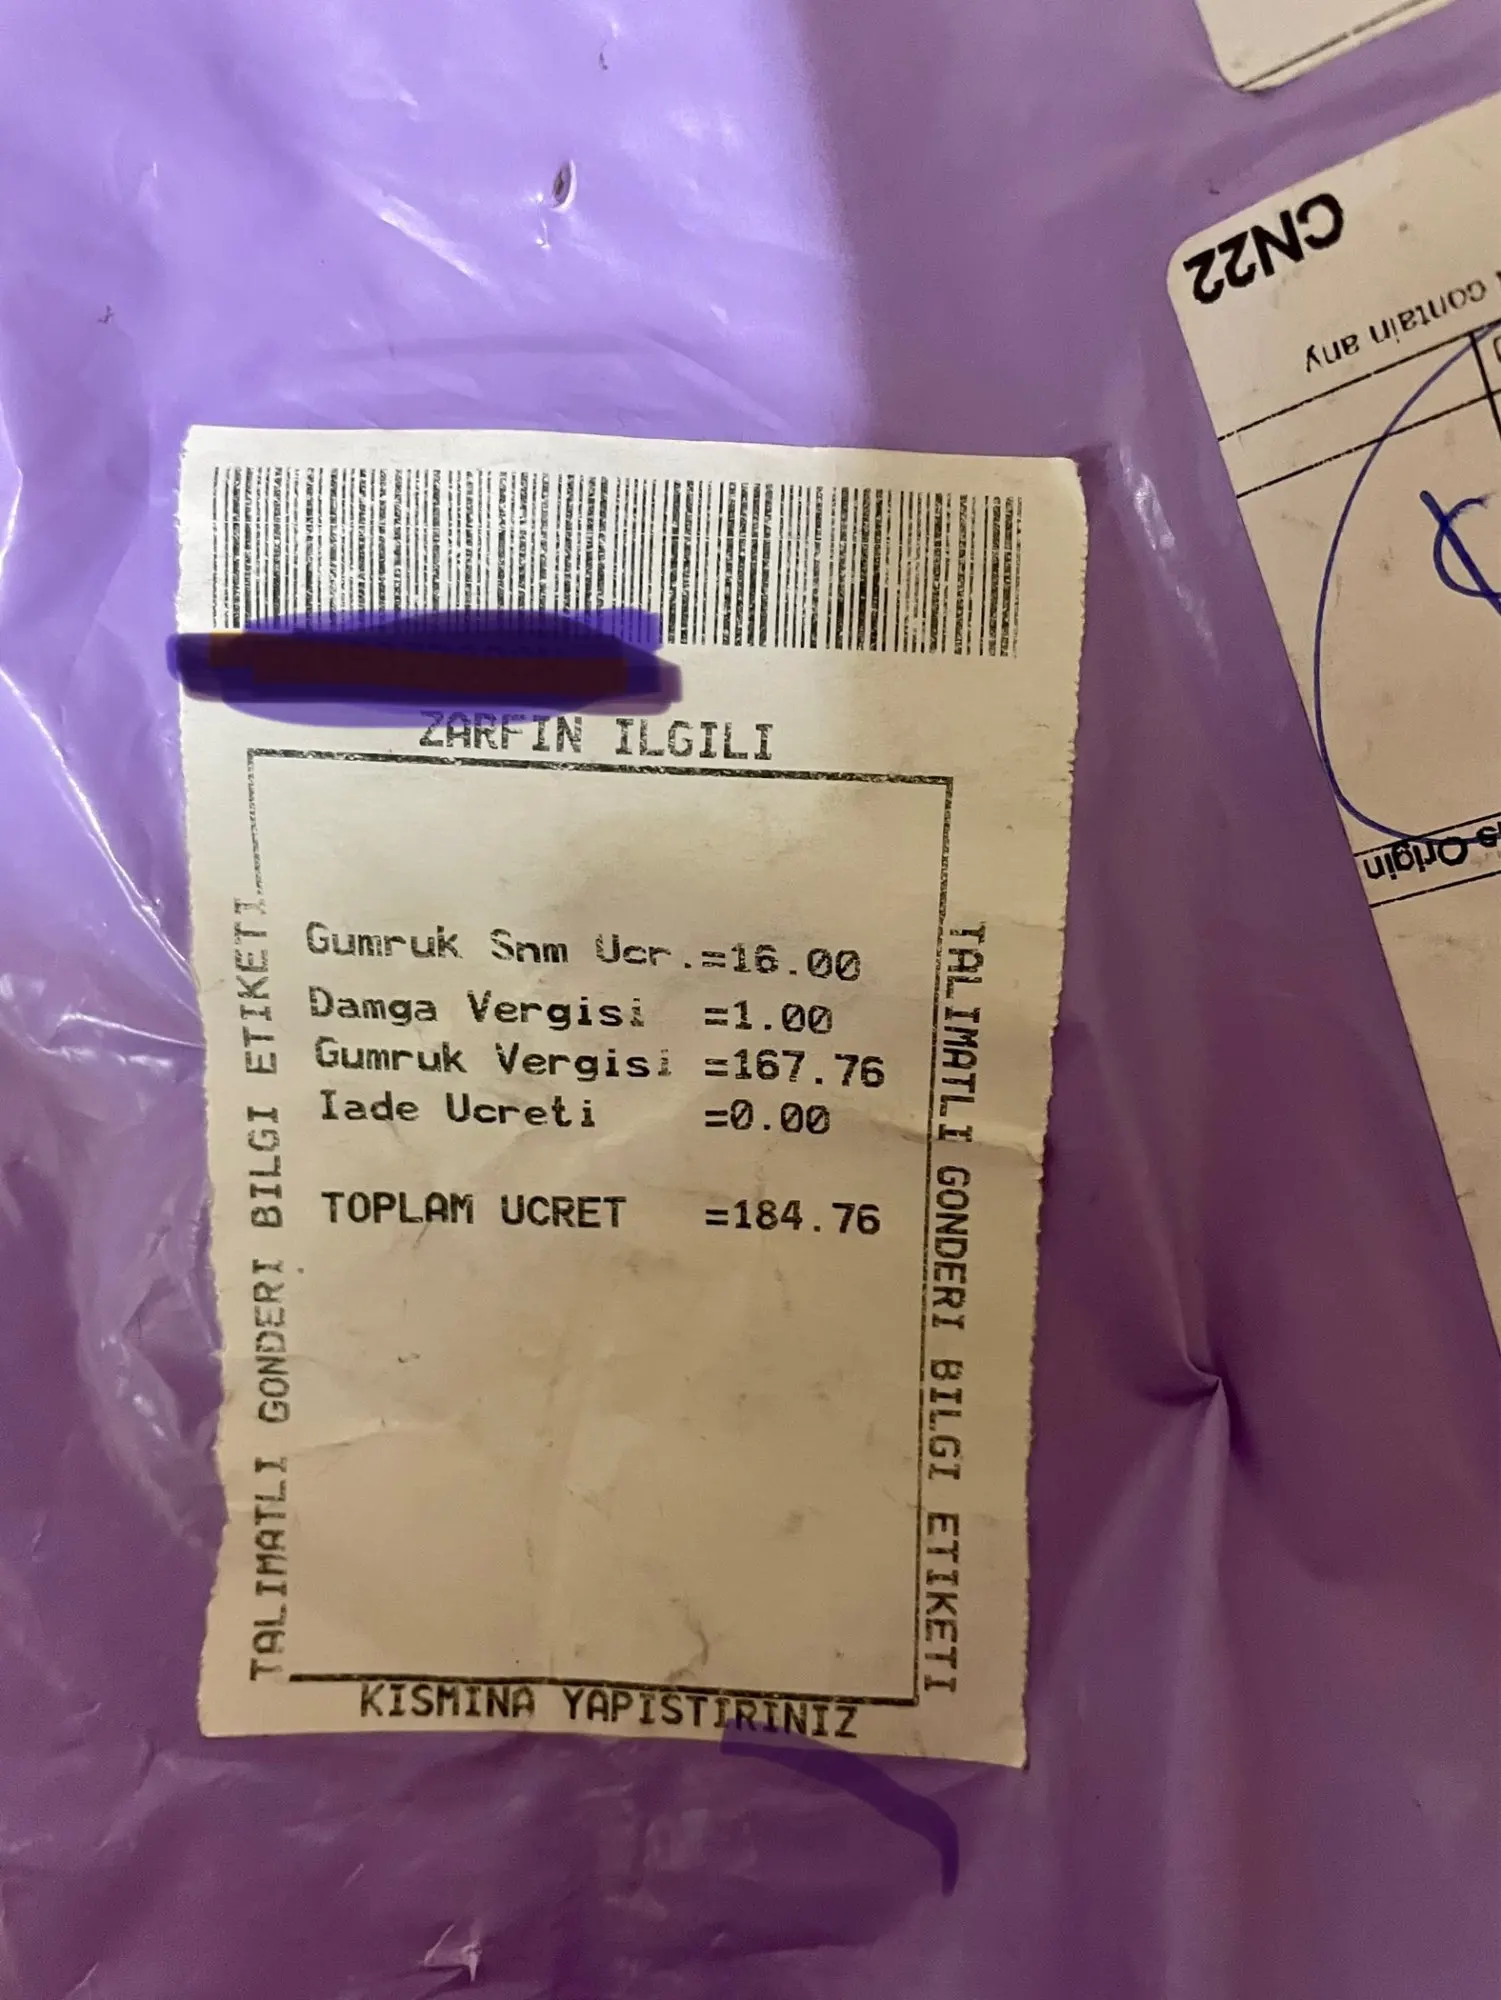 ZARFIN ILGILI
TALIMATLI GONDERI BILGI ETIKETI
Gumruk Snm Ucr.=16.00
Damga Vergisi =1.00
Gumruk Vergisi =167.76
Iade Ucreti =0.00
TOPLAM UCRET =184.76
TALIMATLI GONDERI BILGI ETIKETI
KISMINA YAPISTIRINIZ
CN22
contain any
Origin